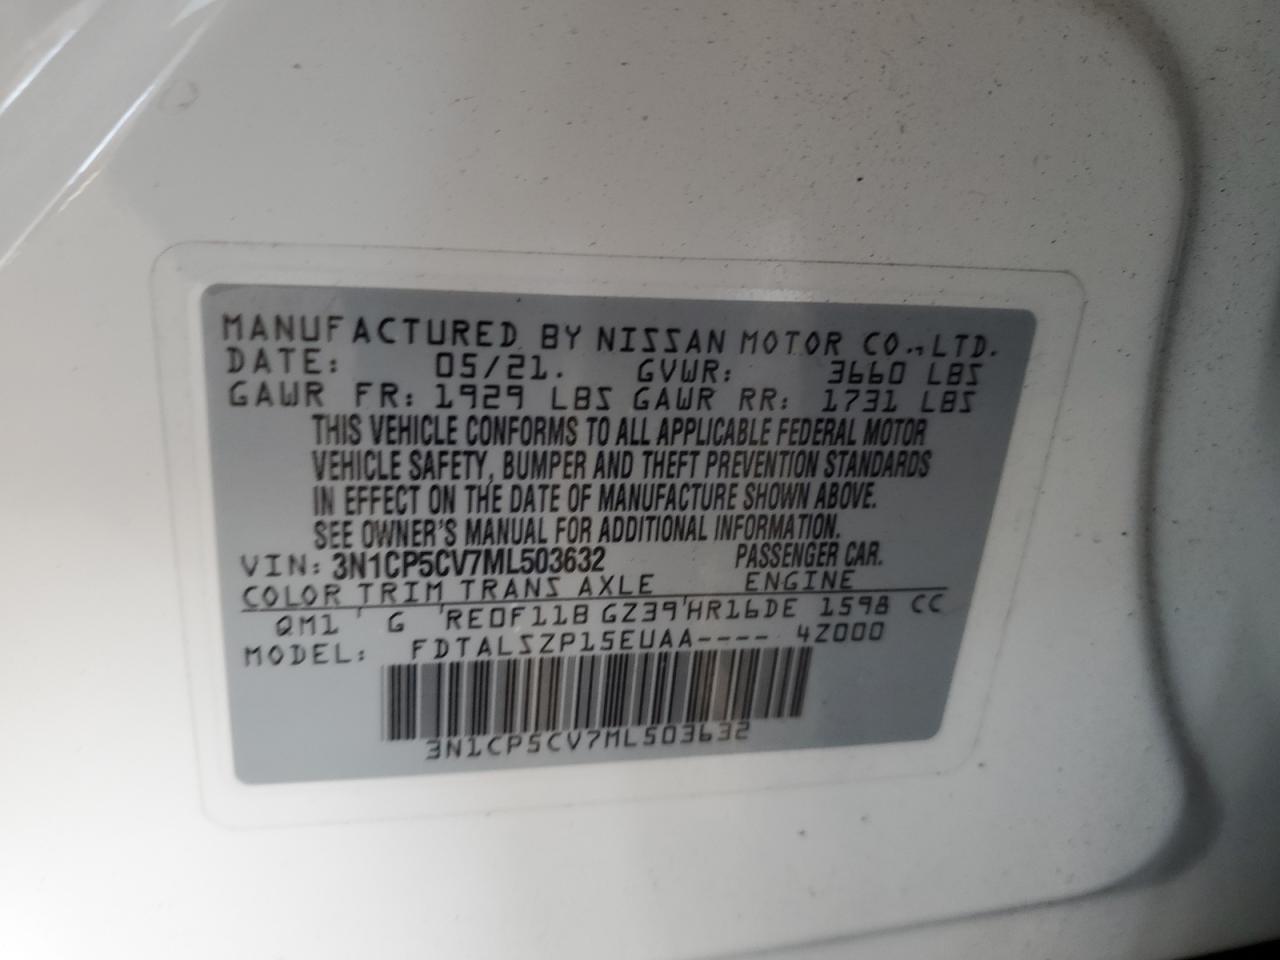 MANUFACTURED BY NISSAN MOTOR CO.,LTD.
DATE: 05/21. GVWR: 3660 LBS
GAWR FR: 1929 LBS GAWR RR: 1731 LBS
THIS VEHICLE CONFORMS TO ALL APPLICABLE FEDERAL MOTOR
VEHICLE SAFETY, BUMPER AND THEFT PREVENTION STANDARDS
IN EFFECT ON THE DATE OF MANUFACTURE SHOWN ABOVE.
SEE OWNER'S MANUAL FOR ADDITIONAL INFORMATION.
VIN: 3N1CP5CV7ML503632 PASSENGER CAR.
COLOR TRIM TRANS AXLE ENGINE
QM1 G RE0F11B GZ39 HR16DE 1598 CC
MODEL: FDTALSZP15EUAA---- 4Z000
3N1CP5CV7ML503632